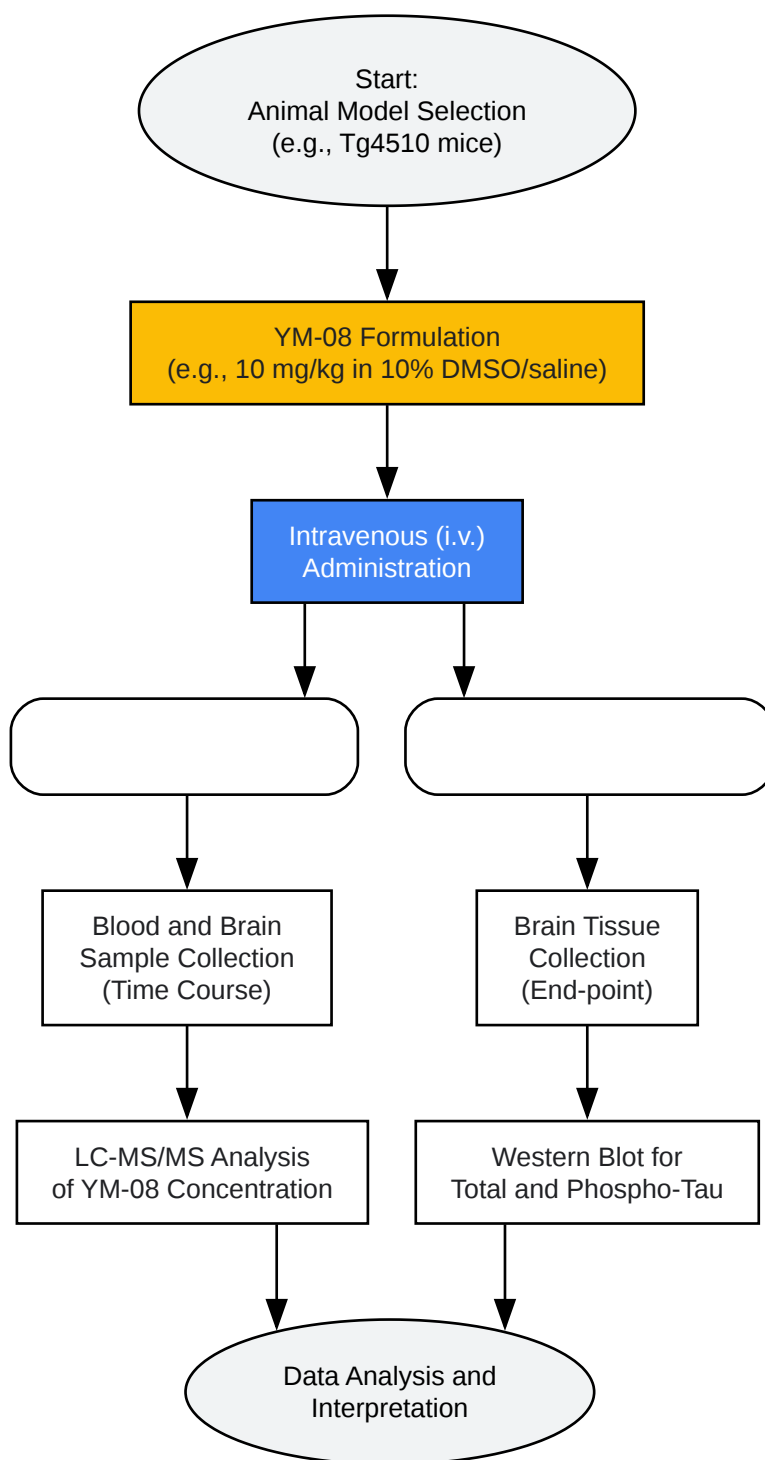 Start:
Animal Model Selection
(e.g., Tg4510 mice)
YM-08 Formulation
(e.g., 10 mg/kg in 10% DMSO/saline)
Intravenous (i.v.)
Administration
Blood and Brain
Sample Collection
(Time Course)
Brain Tissue
Collection
(End-point)
LC-MS/MS Analysis
of YM-08 Concentration
Western Blot for
Total and Phospho-Tau
Data Analysis and
Interpretation